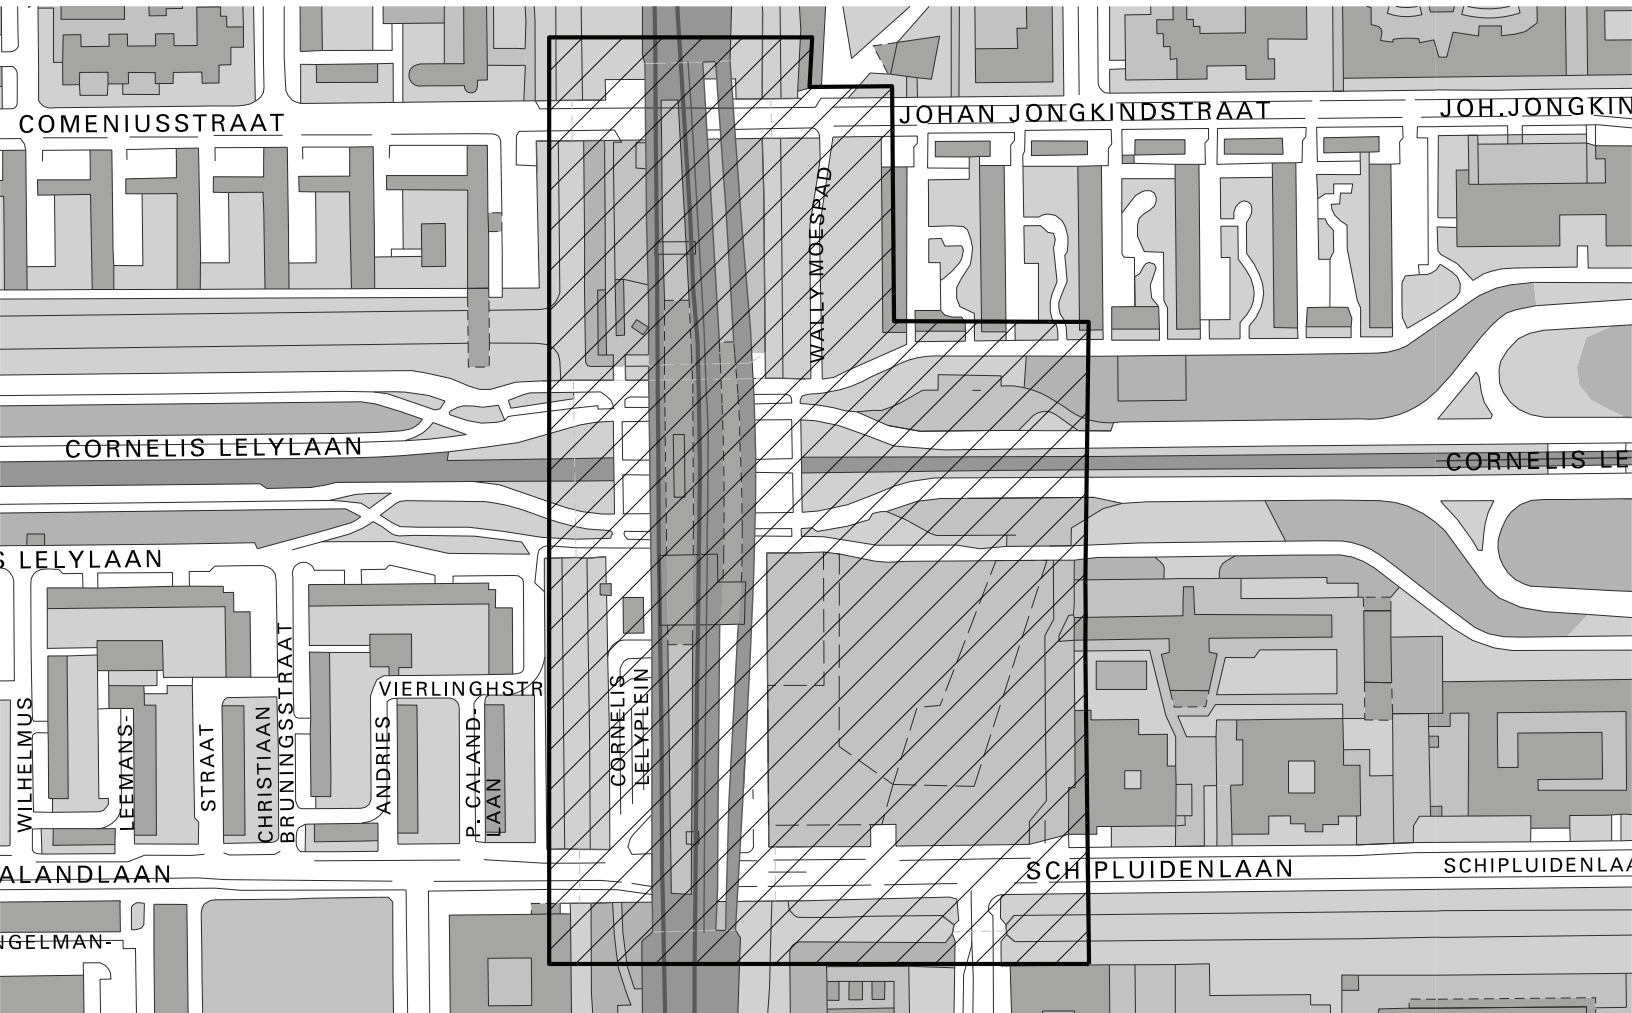 JOHAN JONGKINDSTRAAT
JOH.JONGKIN
COMENIUSSTRAAT
WALLY MOESPAD
CORNELIS LELYLAAN
CORNELIS LE
S LELYLAAN
VIERLINGHSTR
WILHELMUS
LEEMANS-
STRAAT
CHRISTIAAN
BRUNINGSSTRAAT
ANDRIES
P. CALAND-
LAAN
CORNELIS
LELYPLEIN
ALANDLAAN
SCHIPLUIDENLAAN
SCHIPLUIDENLAA
NGELMAN-